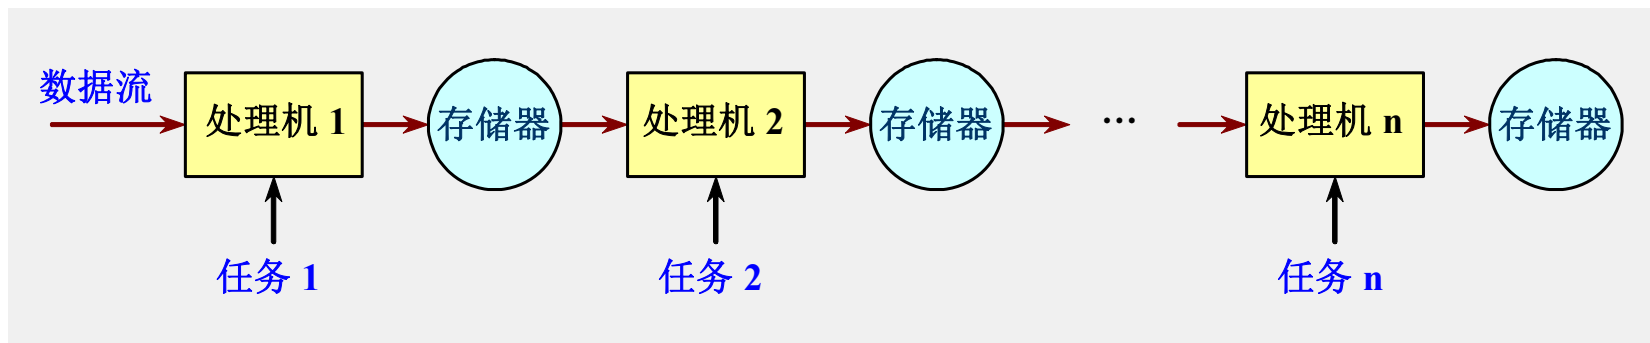 数据流
处理机 1 存储器 处理机 2 存储器 ··· 处理机 n 存储器
任务 1 任务 2 任务 n